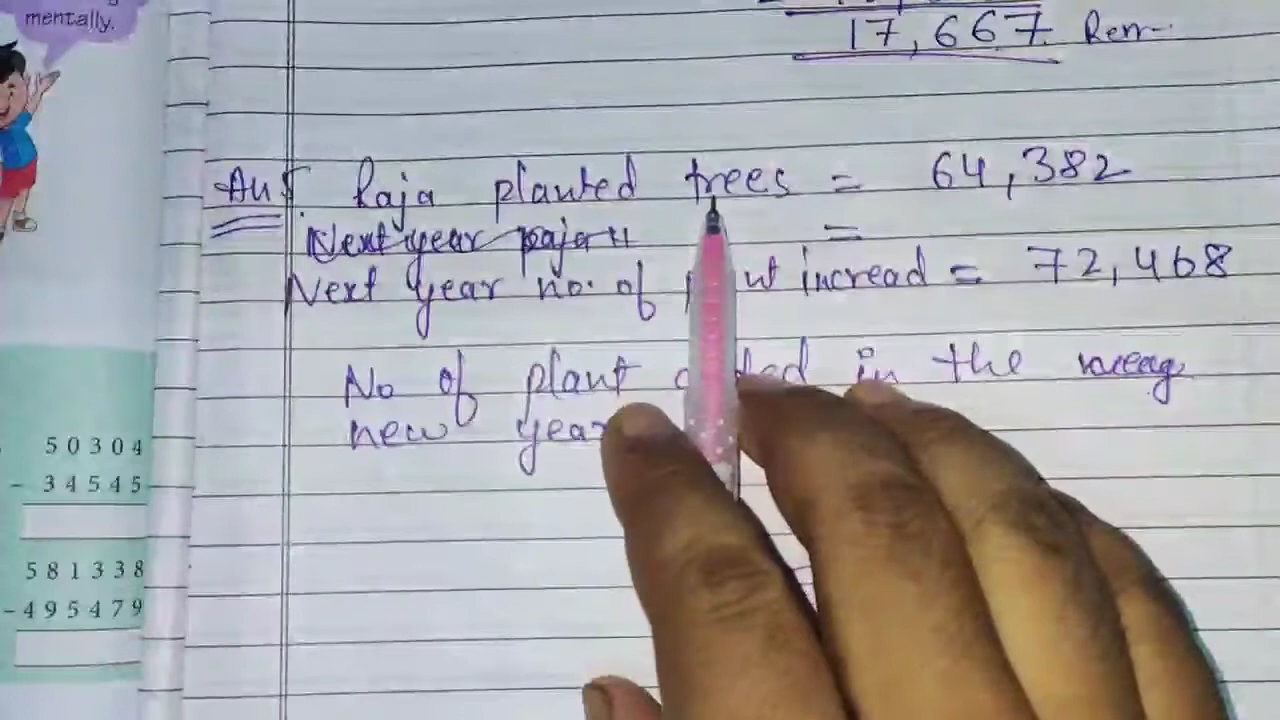 mentally.
17,667 Rem
Ans. Raja planted trees = 64,382
Next year =
Next year no. of incread = 72,468
No of plant in the
new year
50304
- 34545
581338
-495479